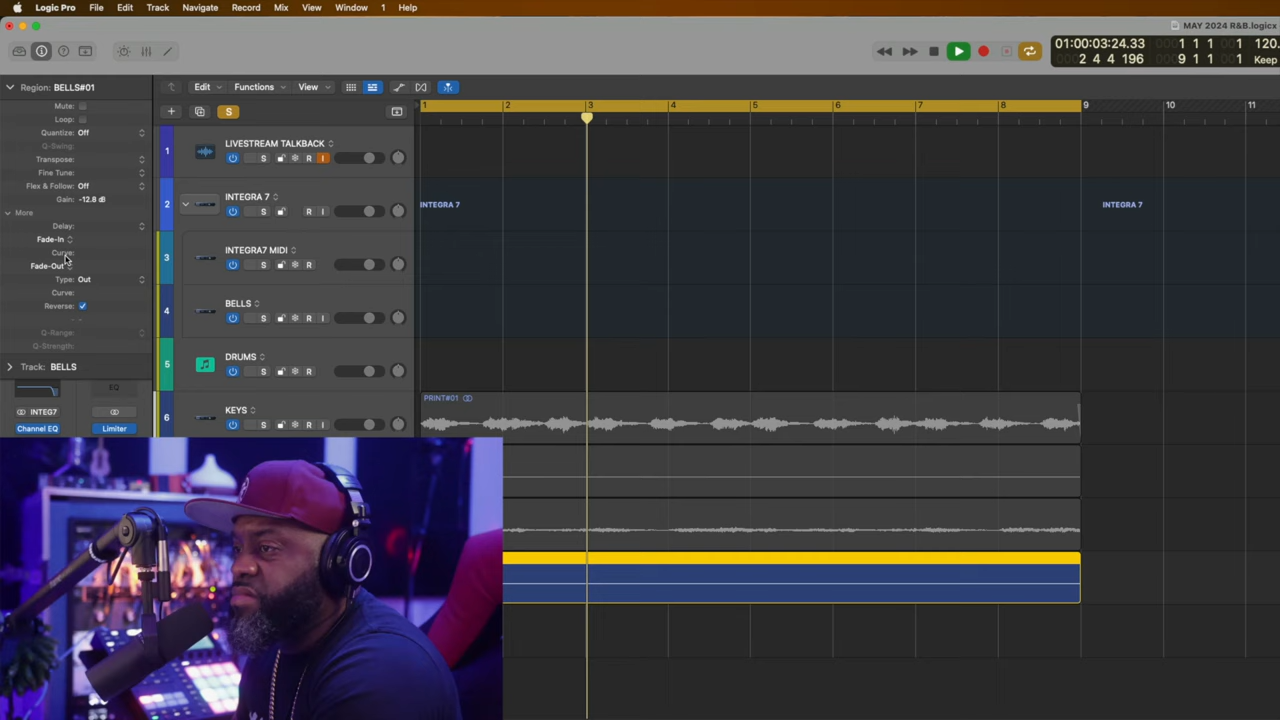 Logic Pro File Edit Track Navigate Record Mix View Window 1 Help
MAY 2024 R&B.logicx
01:00:03:24.33 1 1 1 1 120.
2 4 4 196 9 1 1 1 Keep
Region: BELLS#01
Mute:
Loop:
Quantize: Off
Q-Swing:
Transpose:
Fine Tune:
Flex & Follow: Off
Gain: -12.8 dB
More
Delay:
Fade-In
Curve:
Fade-Out
Type: Out
Curve:
Reverse:
Q-Range:
Q-Strength:
Track: BELLS
EQ
INTEG7
Channel EQ Limiter
Edit Functions View
S
1 2 3 4 5 6 7 8 9 10 11
1 LIVESTREAM TALKBACK
S R I
2 INTEGRA 7
S R I
INTEGRA 7 INTEGRA 7
3 INTEGRA7 MIDI
S R
4 BELLS
S R I
5 DRUMS
S R
6 KEYS
S R I
PRINT#01